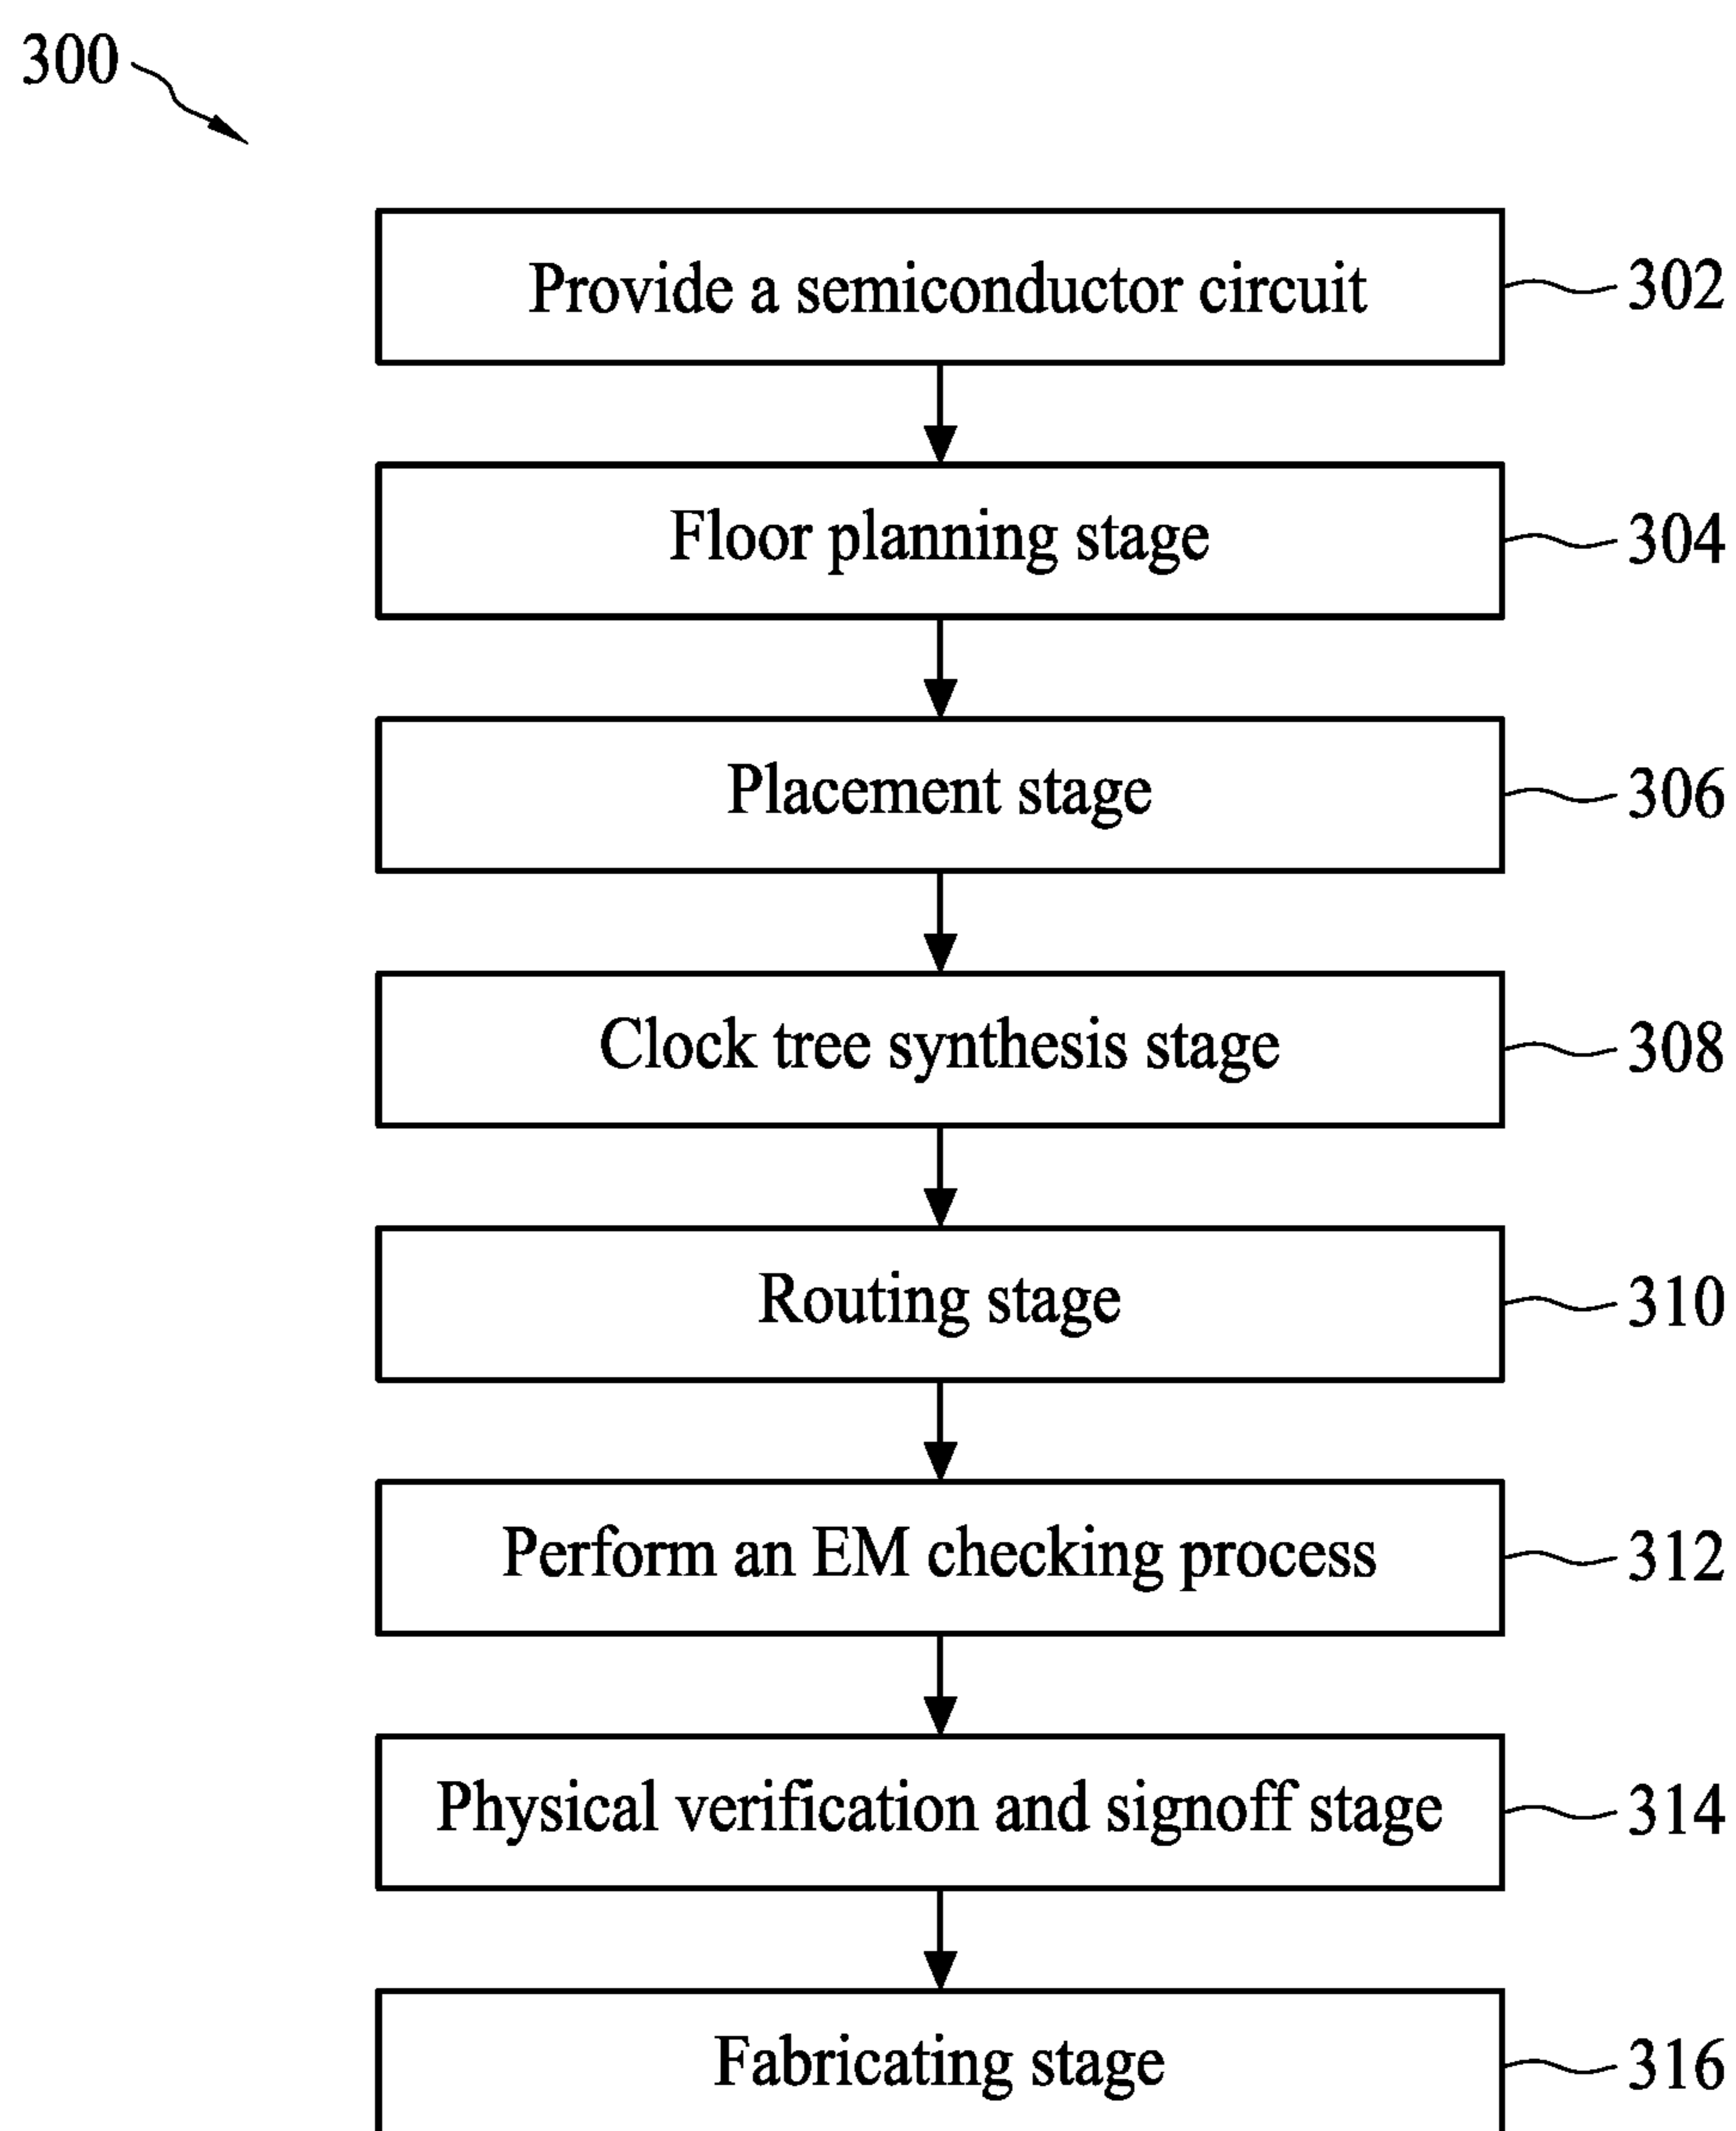 300
Provide a semiconductor circuit 302
Floor planning stage 304
Placement stage 306
Clock tree synthesis stage 308
Routing stage 310
Perform an EM checking process 312
Physical verification and signoff stage 314
Fabricating stage 316